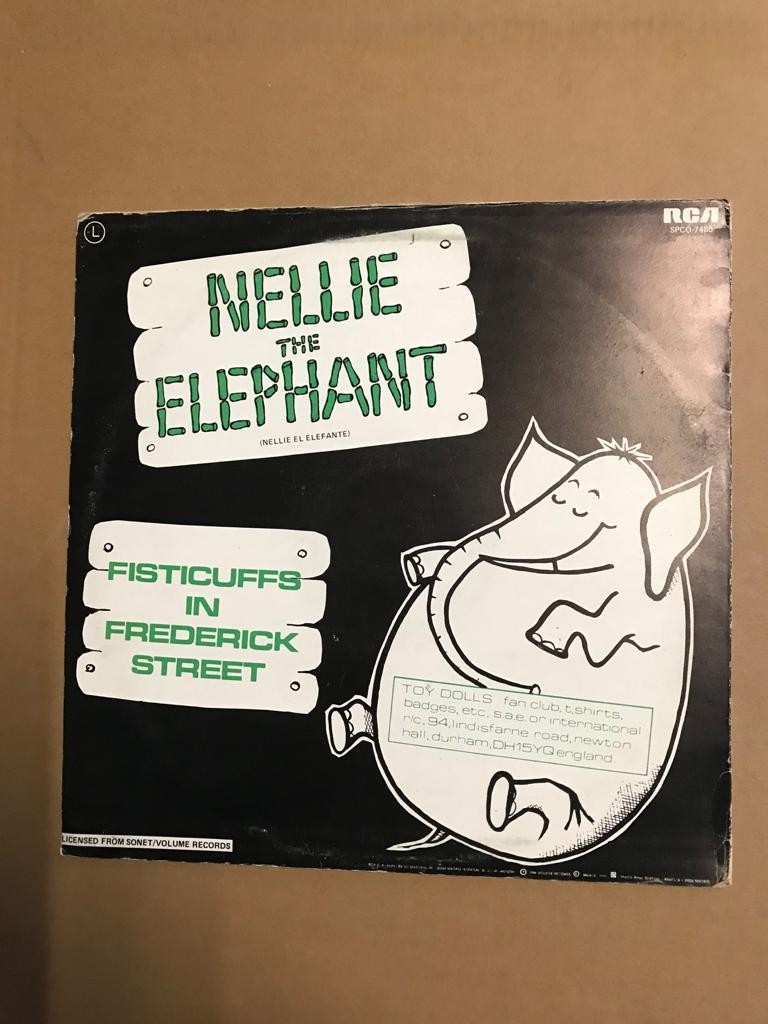 L
RCA
SPCO-7480
NELLIE
THE
ELEPHANT
(NELLIE EL ELEFANTE)
FISTICUFFS
IN
FREDERICK
STREET
TOY DOLLS fan club, t,shirts,
badges, etc, s.a.e. or international
r/c, 94, lindisfarne road, newton
hall, durham, DH15YQ england.
LICENSED FROM SONET/VOLUME RECORDS